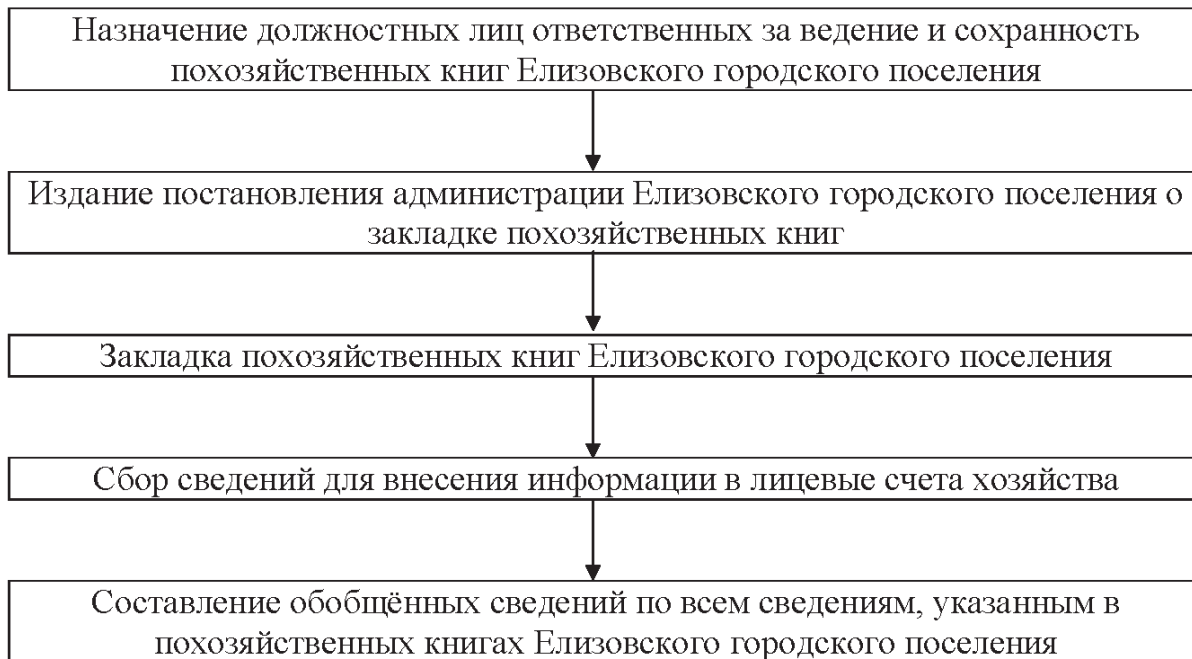 Назначение должностных лиц ответственных за ведение и сохранность
похозяйственных книг Елизовского городского поселения
Издание постановления администрации Елизовского городского поселения о
закладке похозяйственных книг
Закладка похозяйственных книг Елизовского городского поселения
Сбор сведений для внесения информации в лицевые счета хозяйства
Составление обобщённых сведений по всем сведениям, указанным в
похозяйственных книгах Елизовского городского поселения